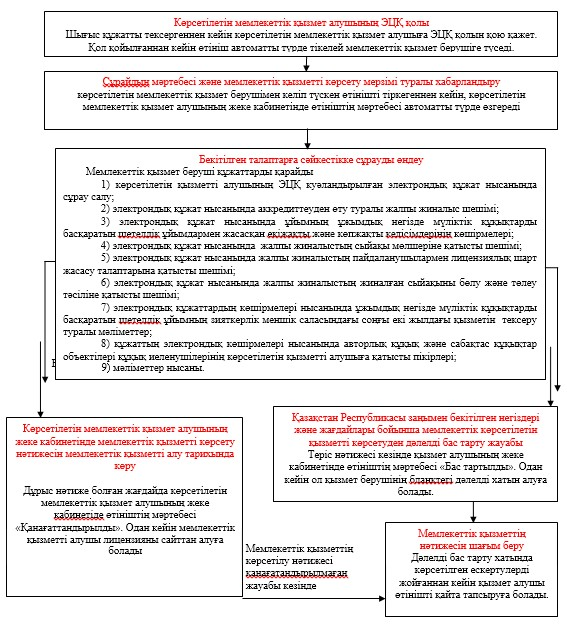 Көрсетілетін мемлекеттік қызмет алушының ЭЦҚ қолы
Шығыс құжатты тексергеннен кейін көрсетілетін мемлекеттік қызмет алушыға ЭЦҚ қолын қою қажет.
Қол қойылғаннан кейін өтініш автоматты түрде тікелей мемлекеттік қызмет берушіге түседі.
Сұрайдың мәртебесі және мемлекеттік қызметті көрсету мерзімі туралы хабарландыру
көрсетілетін мемлекеттік қызмет берушімен келіп түскен өтінішті тіркегеннен кейін, көрсетілетін
мемлекеттік қызмет алушының жеке кабинетінде өтініштің мәртебесі автоматты түрде өзгереді
Бекітілген талаптарға сәйкестікке сұрауды өңдеу
Мемлекеттік қызмет беруші құжаттарды қарайды
1) көрсетілетін қызметті алушының ЭЦҚ куәландырылған электрондық құжат нысанында
сұрау салу;
2) электрондық құжат нысанында аккредиттеуден өту туралы жалпы жиналыс шешімі;
3) электрондық құжат нысанында ұйымның ұжымдық негізде мүліктік құқықтарды
басқаратын шетелдік ұйымдармен жасасқан екіжақты және көпжақты келісімдерінің көшірмелері;
4) электрондық құжат нысанында жалпы жиналыстың сыйақы мөлшеріне қатысты шешімі;
5) электрондық құжат нысанында жалпы жиналыстың пайдаланушылармен лицензиялық шарт
жасасу талаптарына қатысты шешімі;
6) электрондық құжат нысанында жалпы жиналыстың жиналған сыйақыны бөлу және төлеу
тәсіліне қатысты шешімі;
7) электрондық құжаттардың көшірмелері нысанында ұжымдық негізде мүліктік құқықтарды
басқаратын шетелдік ұйымның зияткерлік меншік саласындағы соңғы екі жылдағы қызметін тексеру
туралы мәліметтер;
8) құжаттың электрондық көшірмелері нысанында авторлық құқық және сабақтас құқықтар
объектілері құқық иеленушілерінің көрсетілетін қызметті алушыға қатысты пікірлері;
9) мәліметтер нысаны.
Көрсетілетін мемлекеттік қызмет алушының
жеке кабинетінде мемлекеттік қызметті көрсету
нәтижесін мемлекеттік қызметті алу тарихында
көру
Дұрыс нәтиже болған жағдайда көрсетілетін
мемлекеттік қызмет алушының жеке
кабинетіде өтініштің мәртебесі
«Қанағаттандырылды». Одан кейін мемлекеттік
қызметті алушы лицензияны сайттан алуға
болады
Қазақстан Республикасы заңымен бекітілген негіздері
және жағдайлары бойынша мемлекеттік көрсетілетін
қызметті көрсетуден дәлелді бас тарту жауабы
Теріс нәтижесі кезінде қызмет алушының жеке
кабинетінде өтініштің мәртебесі «Бас тартылды». Одан
кейін ол қызмет берушінің бланктегі дәлелді хатын алуға
болады.
Мемлекеттік қызметтің
көрсетілу нәтижесі
қанағатандырылмаған
жауабы кезінде
Мемлекеттік қызметтің
нәтижесін шағым беру
Дәлелді бас тарту хатында
көрсетілген ескертулерді
жойғаннан кейін қызмет алушы
өтінішті қайта тапсыруға болады.